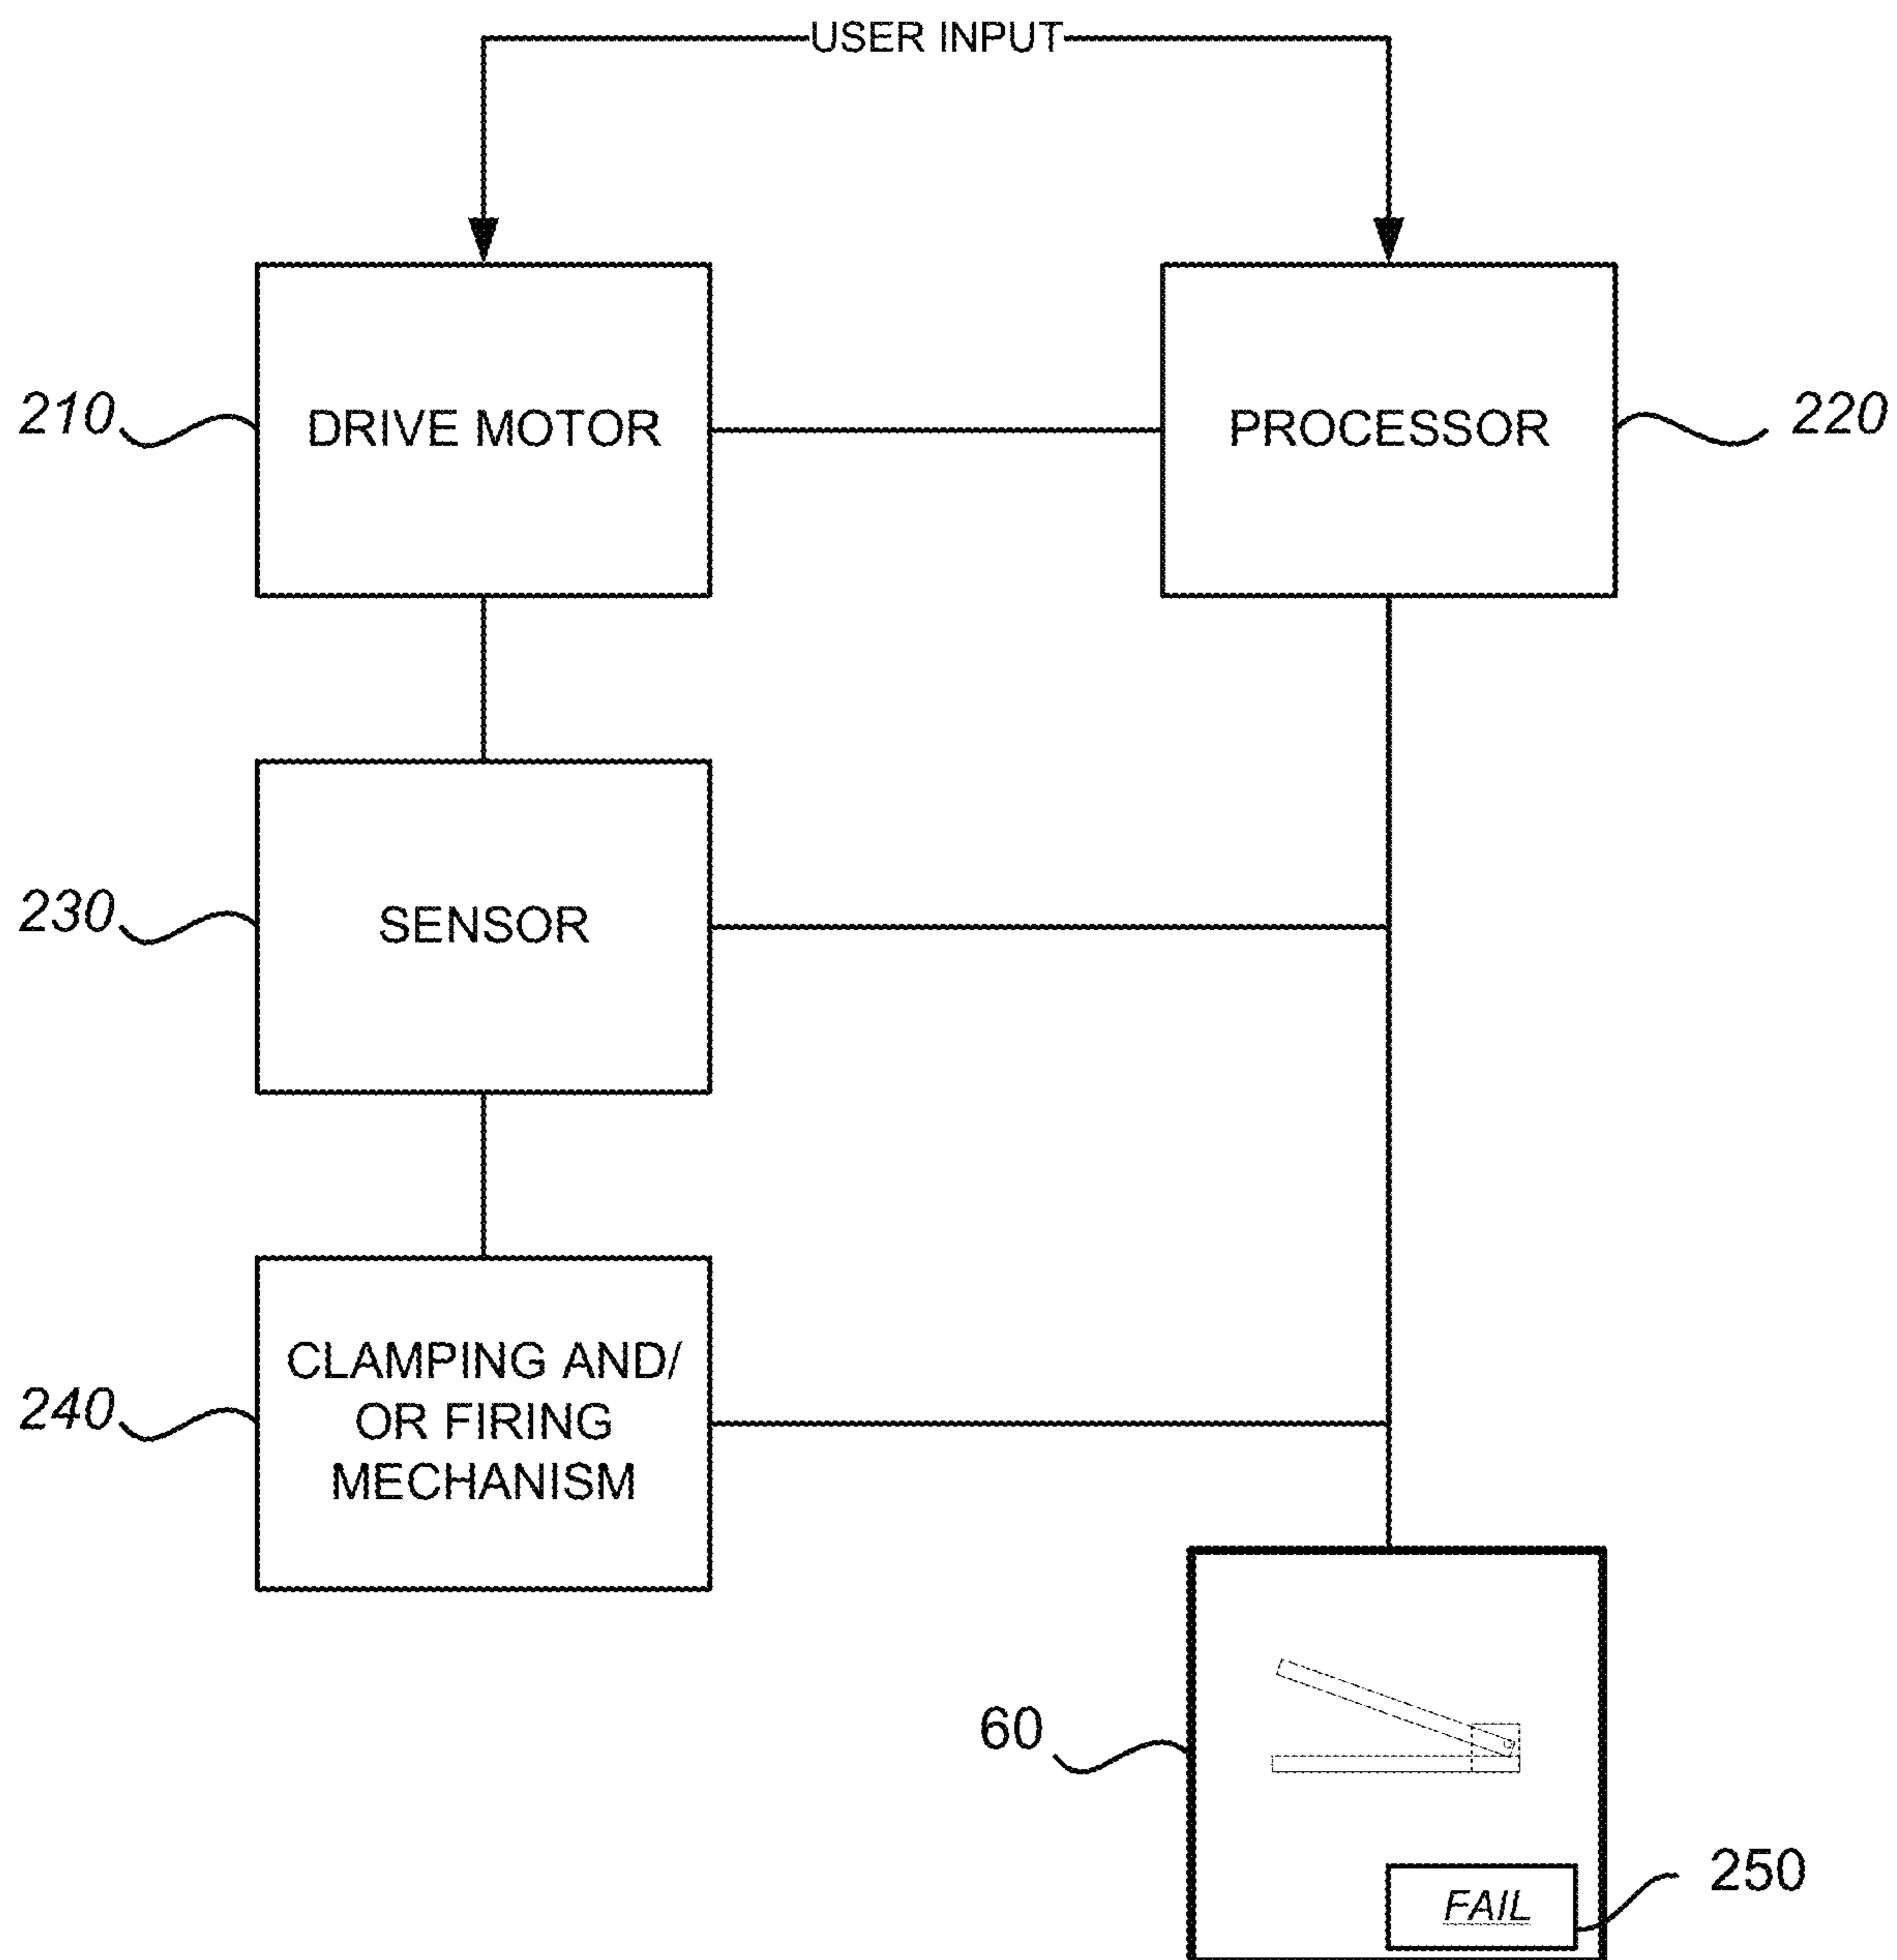 USER INPUT
210
DRIVE MOTOR
PROCESSOR
220
230
SENSOR
240
CLAMPING AND/
OR FIRING
MECHANISM
60
250
FAIL